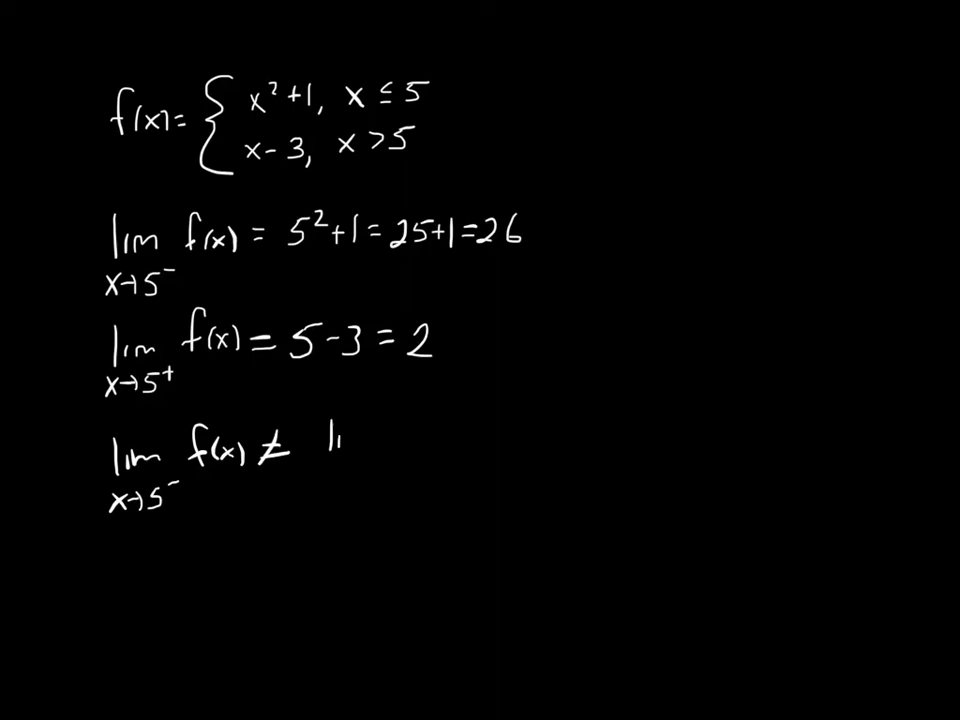 f(x) = { x² + 1, x ≤ 5
x - 3, x > 5
lim f(x) = 5² + 1 = 25 + 1 = 26
x→5⁻
lim f(x) = 5 - 3 = 2
x→5⁺
lim f(x) ≠ li
x→5⁻